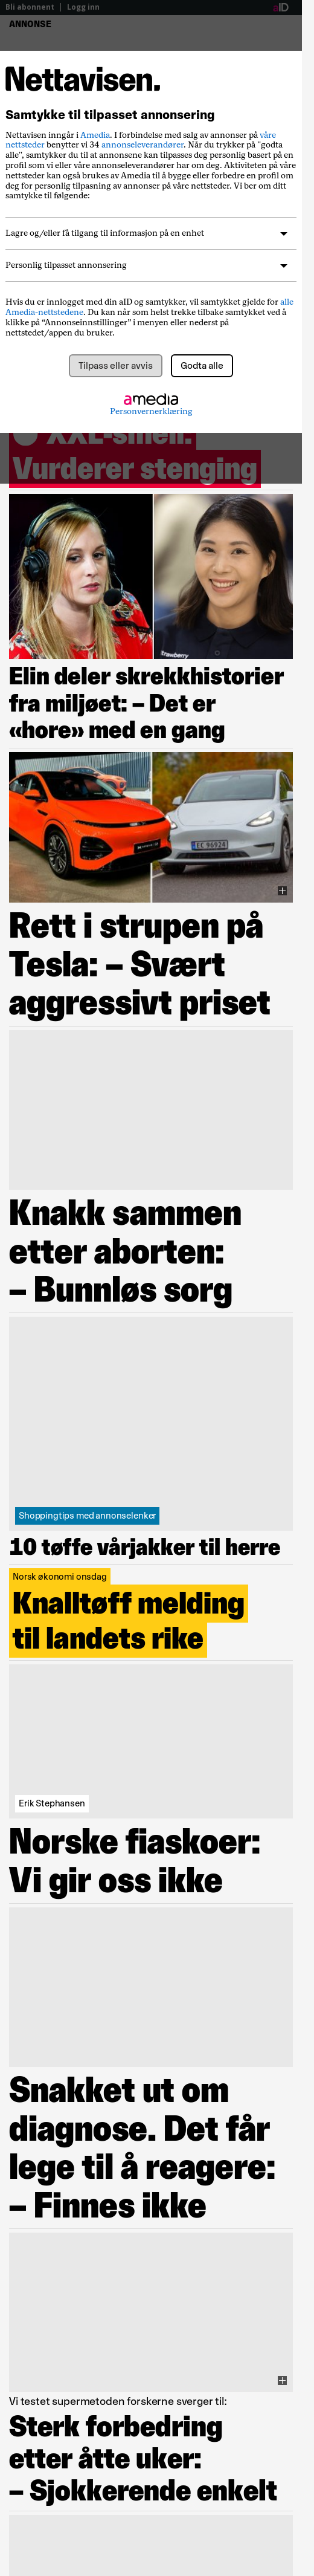 Bli abonnent | Logg inn
aID
ANNONSE
Nettavisen.
Samtykke til tilpasset annonsering
Nettavisen inngår i Amedia. I forbindelse med salg av annonser på våre
nettsteder benytter vi 34 annonseleverandører. Når du trykker på "godta
alle", samtykker du til at annonsene kan tilpasses deg personlig basert på en
profil som vi eller våre annonseleverandører har om deg. Aktiviteten på våre
nettsteder kan også brukes av Amedia til å bygge eller forbedre en profil om
deg for personlig tilpasning av annonser på våre nettsteder. Vi ber om ditt
samtykke til følgende:
Lagre og/eller få tilgang til informasjon på en enhet
Personlig tilpasset annonsering
Hvis du er innlogget med din aID og samtykker, vil samtykket gjelde for alle
Amedia-nettstedene. Du kan når som helst trekke tilbake samtykket ved å
klikke på “Annonseinnstillinger” i menyen eller nederst på
nettstedet/appen du bruker.
Tilpass eller avvis
Godta alle
amedia
Personvernerklæring
XXL-smell:
Vurderer stenging
strawberry
Elin deler skrekkhistorier
fra miljøet: – Det er
«hore» med en gang
EC 96924
Rett i strupen på
Tesla: – Svært
aggressivt priset
Knakk sammen
etter aborten:
– Bunnløs sorg
Shoppingtips med annonselenker
10 tøffe vårjakker til herre
Norsk økonomi onsdag
Knalltøff melding
til landets rike
Erik Stephansen
Norske fiaskoer:
Vi gir oss ikke
Snakket ut om
diagnose. Det får
lege til å reagere:
– Finnes ikke
Vi testet supermetoden forskerne sverger til:
Sterk forbedring
etter åtte uker:
– Sjokkerende enkelt